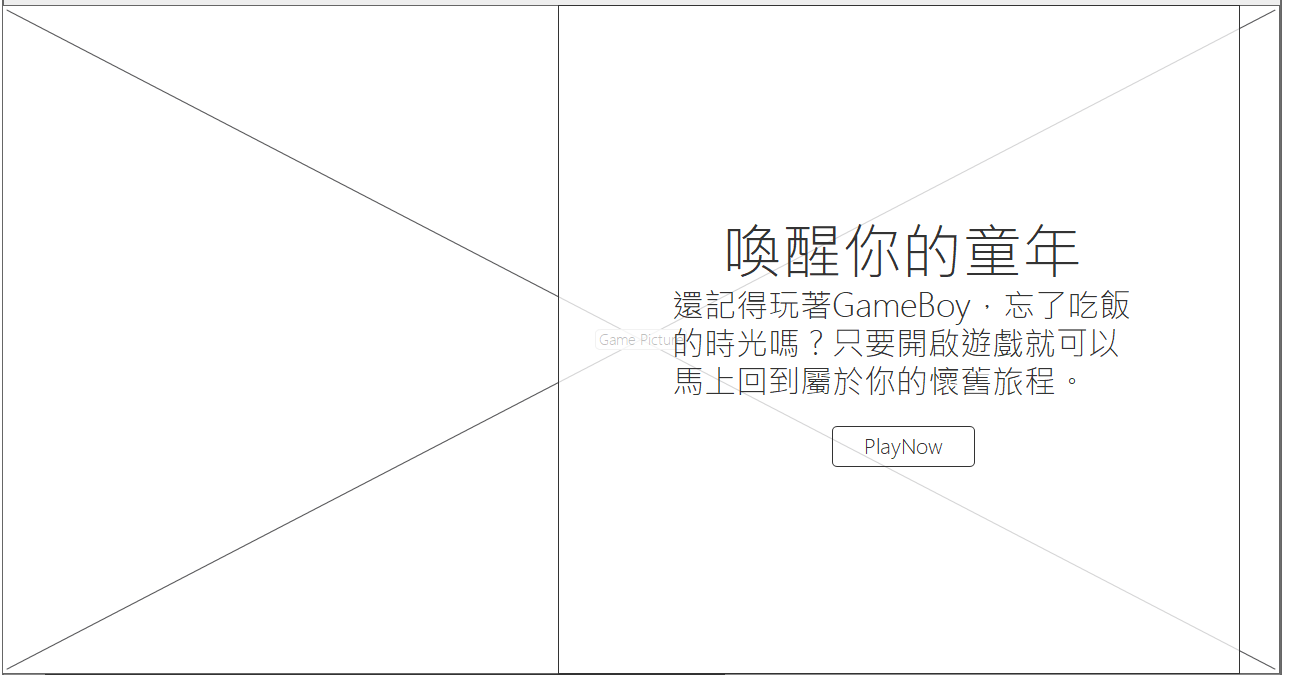 喚醒你的童年
還記得玩著GameBoy，忘了吃飯
的時光嗎？只要開啟遊戲就可以
馬上回到屬於你的懷舊旅程。
Game Picture
PlayNow